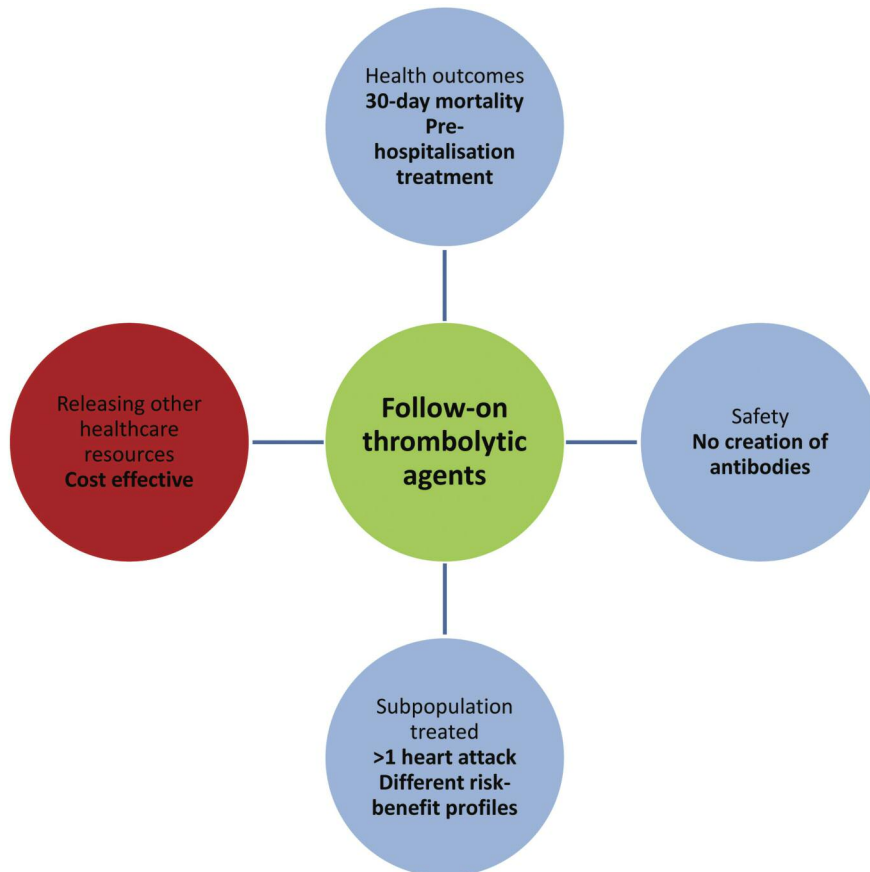 Health outcomes
30-day mortality
Pre-
hospitalisation
treatment
Releasing other
healthcare
resources
Cost effective
Follow-on
thrombolytic
agents
Safety
No creation of
antibodies
Subpopulation
treated
>1 heart attack
Different risk-
benefit profiles